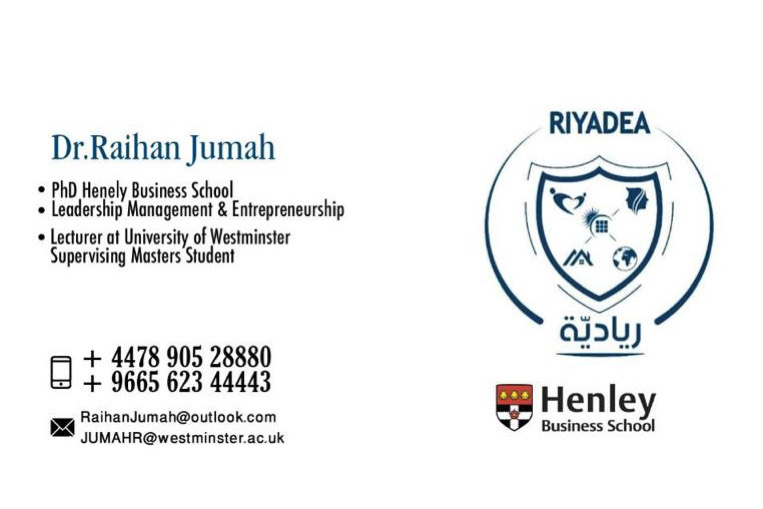 Dr.Raihan Jumah
• PhD Henely Business School
• Leadership Management & Entrepreneurship
• Lecturer at University of Westminster
Supervising Masters Student
+ 4478 905 28880
+ 9665 623 44443
RaihanJumah@outlook.com
JUMAHR@westminster.ac.uk
RIYADEA
رياديّة
Henley
Business School